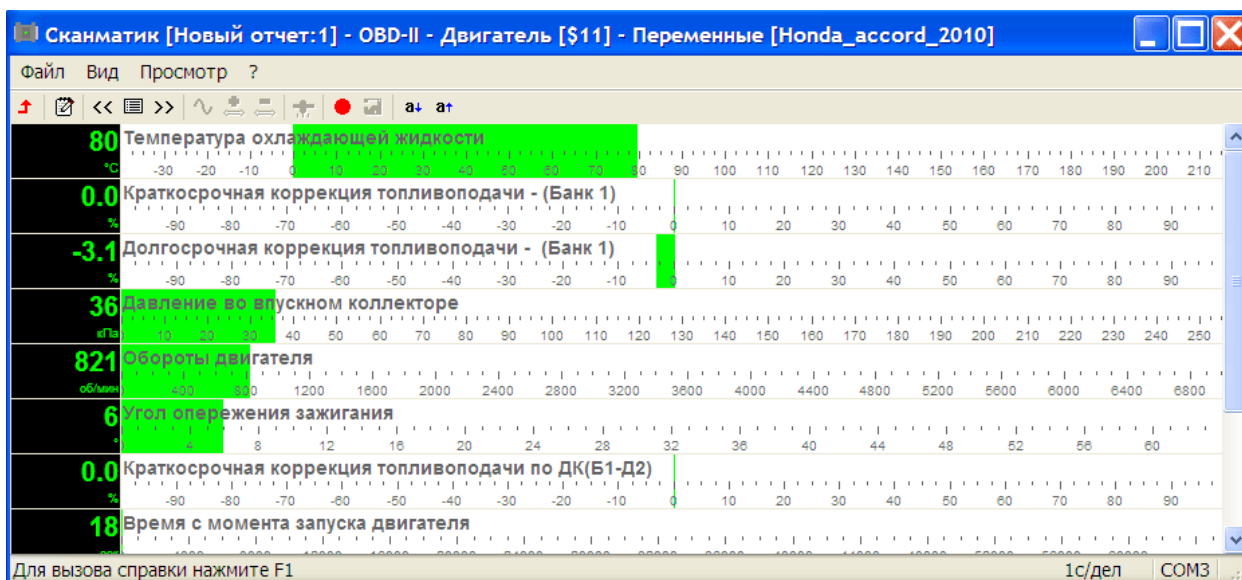 Сканматик [Новый отчет:1] - OBD-II - Двигатель [$11] - Переменные [Honda_accord_2010]
Файл Вид Просмотр ?
<< >> a↓ a↑
80 Температура охлаждающей жидкости
°C -30 -20 -10 0 10 20 30 40 50 60 70 80 90 100 110 120 130 140 150 160 170 180 190 200 210
0.0 Краткосрочная коррекция топливоподачи - (Банк 1)
% -90 -80 -70 -60 -50 -40 -30 -20 -10 0 10 20 30 40 50 60 70 80 90
-3.1 Долгосрочная коррекция топливоподачи - (Банк 1)
% -90 -80 -70 -60 -50 -40 -30 -20 -10 0 10 20 30 40 50 60 70 80 90
36 Давление во впускном коллекторе
кПа 10 20 30 40 50 60 70 80 90 100 110 120 130 140 150 160 170 180 190 200 210 220 230 240 250
821 Обороты двигателя
об/мин 400 800 1200 1600 2000 2400 2800 3200 3600 4000 4400 4800 5200 5600 6000 6400 6800
6 Угол опережения зажигания
° 4 8 12 16 20 24 28 32 36 40 44 48 52 56 60
0.0 Краткосрочная коррекция топливоподачи по ДК(Б1-Д2)
% -90 -80 -70 -60 -50 -40 -30 -20 -10 0 10 20 30 40 50 60 70 80 90
18 Время с момента запуска двигателя
Для вызова справки нажмите F1 1с/дел COM3